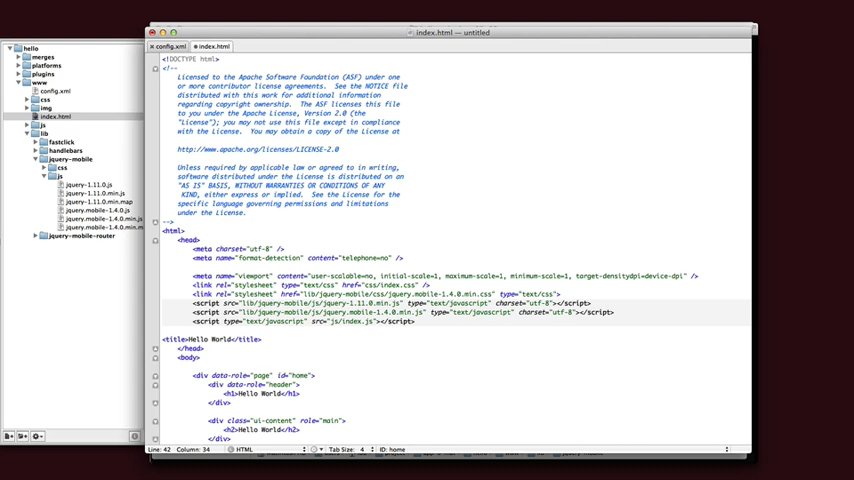 index.html — untitled
config.xml
index.html
hello
merges
platforms
plugins
www
config.xml
css
img
index.html
js
lib
fastclick
handlebars
jquery-mobile
css
js
jquery-1.11.0.js
jquery-1.11.0.min.js
jquery-1.11.0.min.map
jquery.mobile-1.4.0.js
jquery.mobile-1.4.0.min.js
jquery.mobile-1.4.0.min.m
jquery-mobile-router
<!DOCTYPE html>
<!--
Licensed to the Apache Software Foundation (ASF) under one
or more contributor license agreements.  See the NOTICE file
distributed with this work for additional information
regarding copyright ownership.  The ASF licenses this file
to you under the Apache License, Version 2.0 (the
"License"); you may not use this file except in compliance
with the License.  You may obtain a copy of the License at
http://www.apache.org/licenses/LICENSE-2.0
Unless required by applicable law or agreed to in writing,
software distributed under the License is distributed on an
"AS IS" BASIS, WITHOUT WARRANTIES OR CONDITIONS OF ANY
KIND, either express or implied.  See the License for the
specific language governing permissions and limitations
under the License.
-->
<html>
<head>
<meta charset="utf-8" />
<meta name="format-detection" content="telephone=no" />
<meta name="viewport" content="user-scalable=no, initial-scale=1, maximum-scale=1, minimum-scale=1, target-densitydpi=device-dpi" />
<link rel="stylesheet" type="text/css" href="css/index.css" />
<link rel="stylesheet" href="lib/jquery-mobile/css/jquery.mobile-1.4.0.min.css" type="text/css">
<script src="lib/jquery-mobile/js/jquery-1.11.0.min.js" type="text/javascript" charset="utf-8"></script>
<script src="lib/jquery-mobile/js/jquery.mobile-1.4.0.min.js" type="text/javascript" charset="utf-8"></script>
<script type="text/javascript" src="js/index.js"></script>
<title>Hello World</title>
</head>
<body>
<div data-role="page" id="home">
<div data-role="header">
<h1>Hello World</h1>
</div>
<div class="ui-content" role="main">
<h2>Hello World</h2>
</div>
Line: 42 Column: 34 HTML Tab Size: 4 ID: home